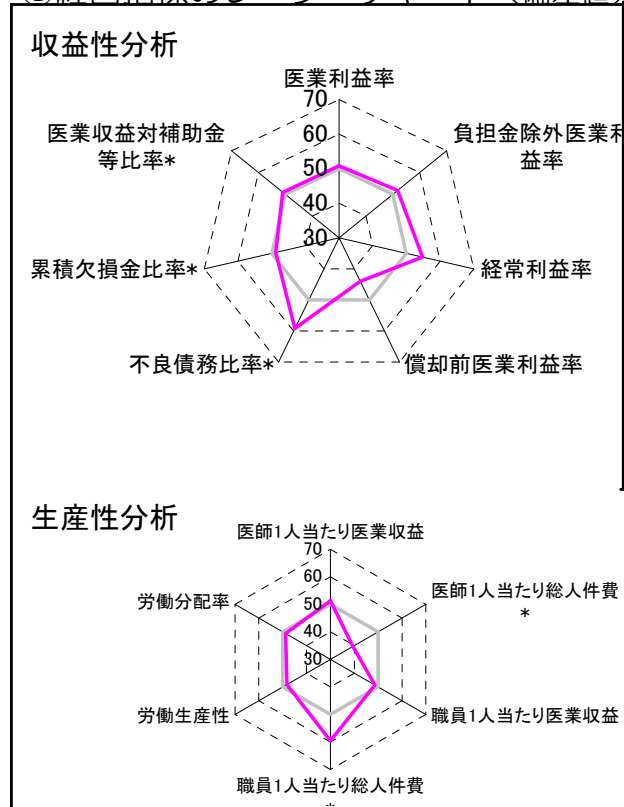 収益性分析
医業利益率
70
60
50
40
30
負担金除外医業利
益率
経常利益率
償却前医業利益率
不良債務比率*
累積欠損金比率*
医業収益対補助金
等比率*
生産性分析
医師1人当たり医業収益
70
60
50
40
30
医師1人当たり総人件費
*
職員1人当たり医業収益
職員1人当たり総人件費
*
労働生産性
労働分配率